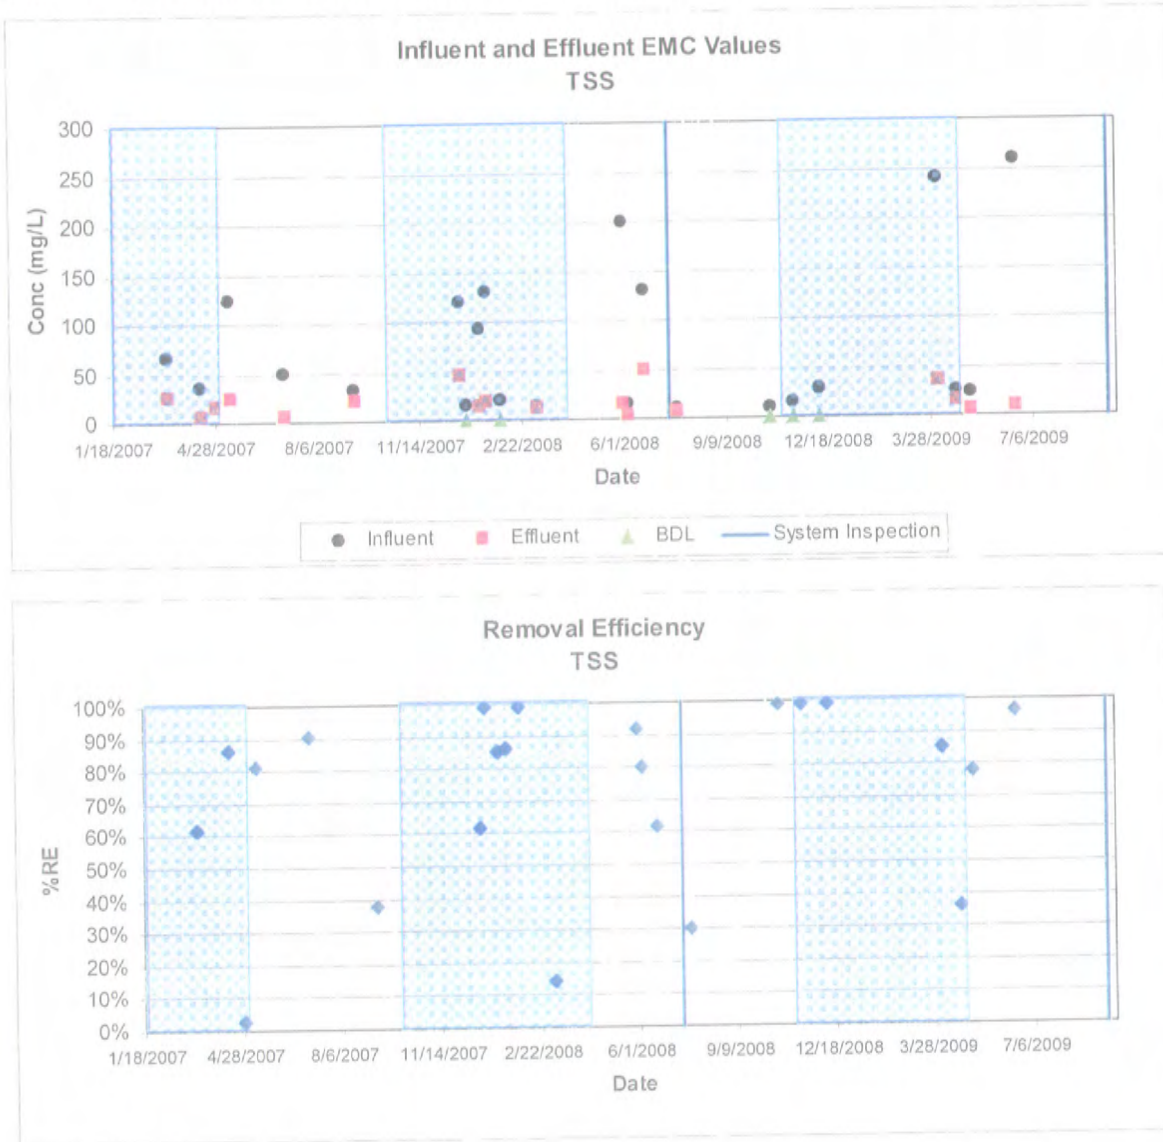 Influent and Effluent EMC Values
TSS
300
250
200
150
100
50
0
Conc (mg/L)
1/18/2007 4/28/2007 8/6/2007 11/14/2007 2/22/2008 6/1/2008 9/9/2008 12/18/2008 3/28/2009 7/6/2009
Date
Influent Effluent BDL System Inspection
Removal Efficiency
TSS
100%
90%
80%
70%
60%
50%
40%
30%
20%
10%
0%
%RE
1/18/2007 4/28/2007 8/6/2007 11/14/2007 2/22/2008 6/1/2008 9/9/2008 12/18/2008 3/28/2009 7/6/2009
Date